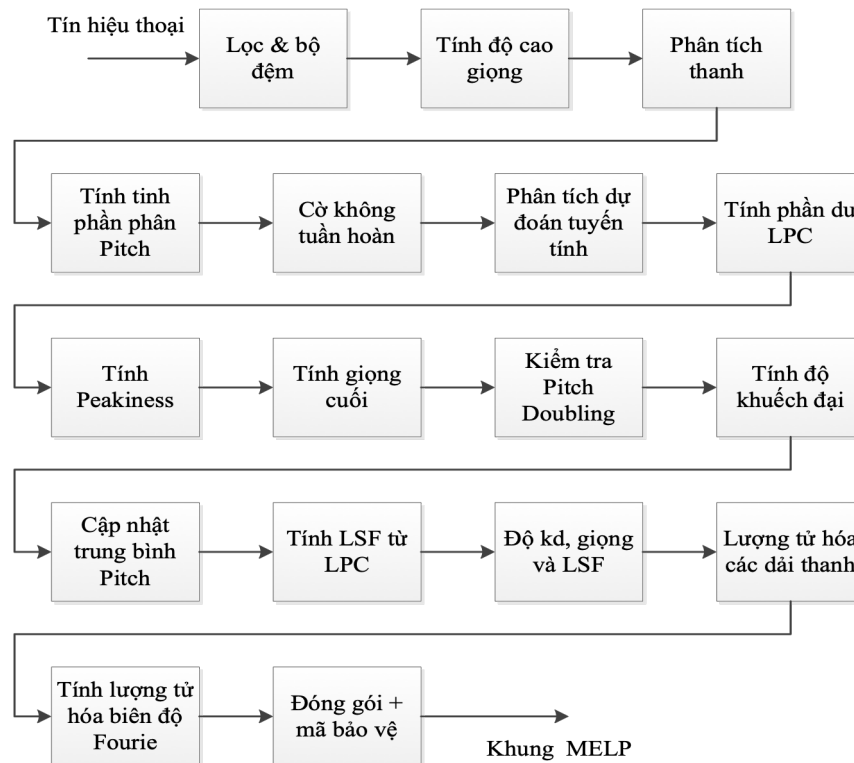 Tín hiệu thoại
Lọc & bộ
đệm
Tính độ cao
giọng
Phân tích
thanh
Tính tinh
phần phân
Pitch
Cờ không
tuần hoàn
Phân tích dự
đoán tuyến
tính
Tính phần dư
LPC
Tính
Peakiness
Tính giọng
cuối
Kiểm tra
Pitch
Doubling
Tính độ
khuếch đại
Cập nhật
trung bình
Pitch
Tính LSF từ
LPC
Độ kd, giọng
và LSF
Lượng tử hóa
các dải thanh
Tính lượng tử
hóa biên độ
Fourie
Đóng gói +
mã bảo vệ
Khung MELP